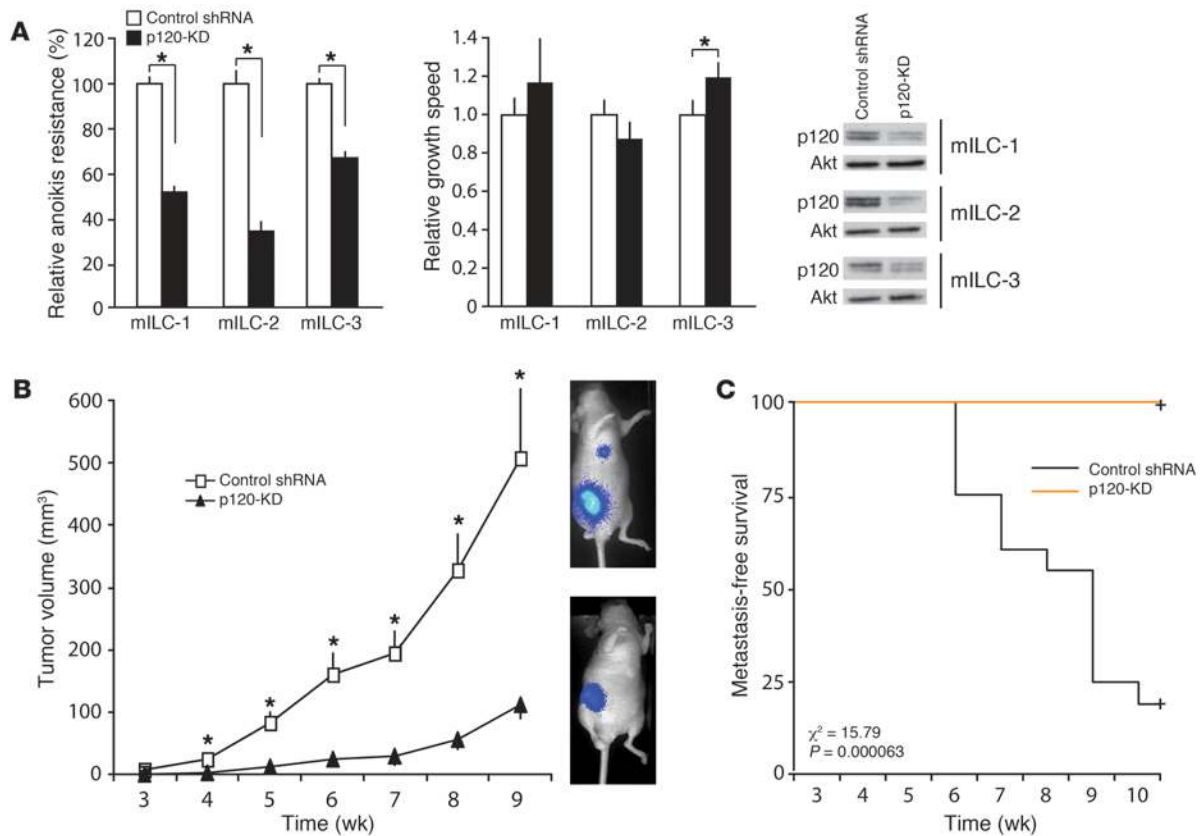 A
Control shRNA
p120-KD
Relative anoikis resistance (%)
120
100
80
60
40
20
0
*
*
*
mILC-1
mILC-2
mILC-3
Relative growth speed
1.4
1.2
1.0
0.8
0.6
0.4
0.2
0
*
mILC-1
mILC-2
mILC-3
Control shRNA
p120-KD
p120
Akt
mILC-1
p120
Akt
mILC-2
p120
Akt
mILC-3
B
Tumor volume (mm³)
600
500
400
300
200
100
0
Control shRNA
p120-KD
*
*
*
*
*
*
3 4 5 6 7 8 9
Time (wk)
C
Metastasis-free survival
100
75
50
25
0
Control shRNA
p120-KD
χ² = 15.79
P = 0.000063
3 4 5 6 7 8 9 10
Time (wk)